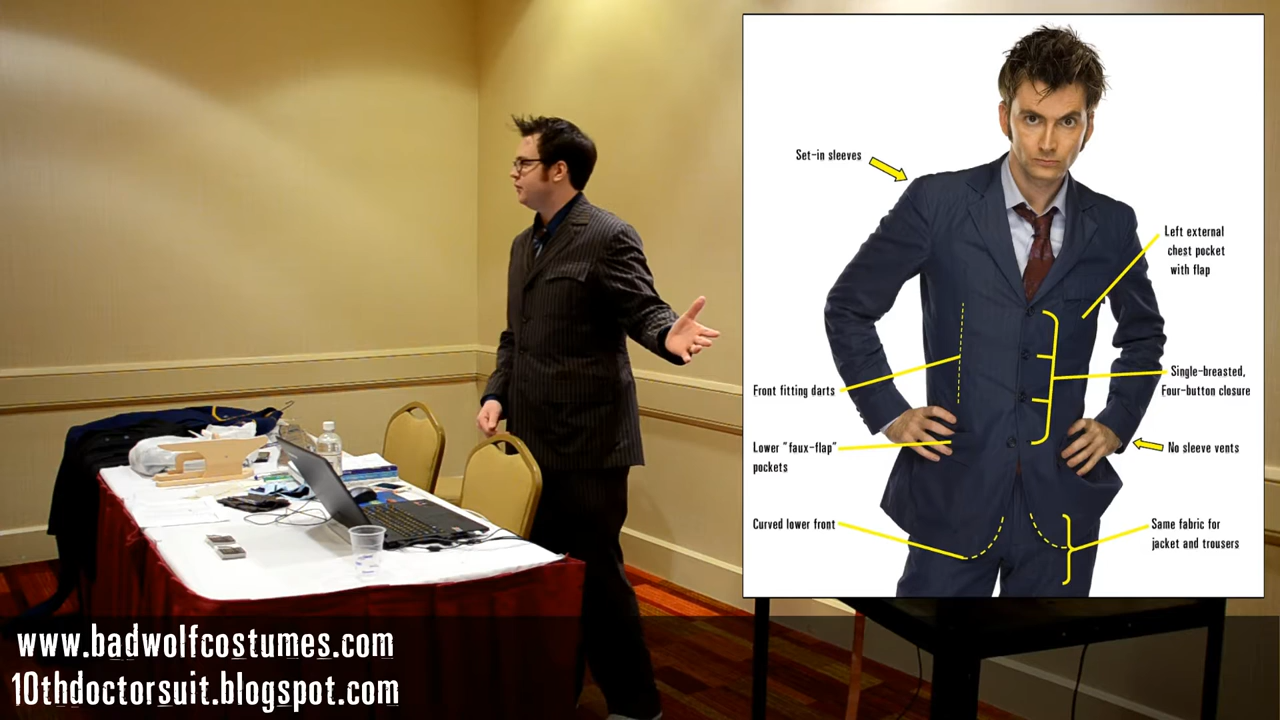 Set-in sleeves
Left external
chest pocket
with flap
Front fitting darts
Single-breasted,
Four-button closure
Lower "faux-flap"
pockets
No sleeve vents
Curved lower front
Same fabric for
jacket and trousers
www.badwolfcostumes.com
10thdoctorsuit.blogspot.com